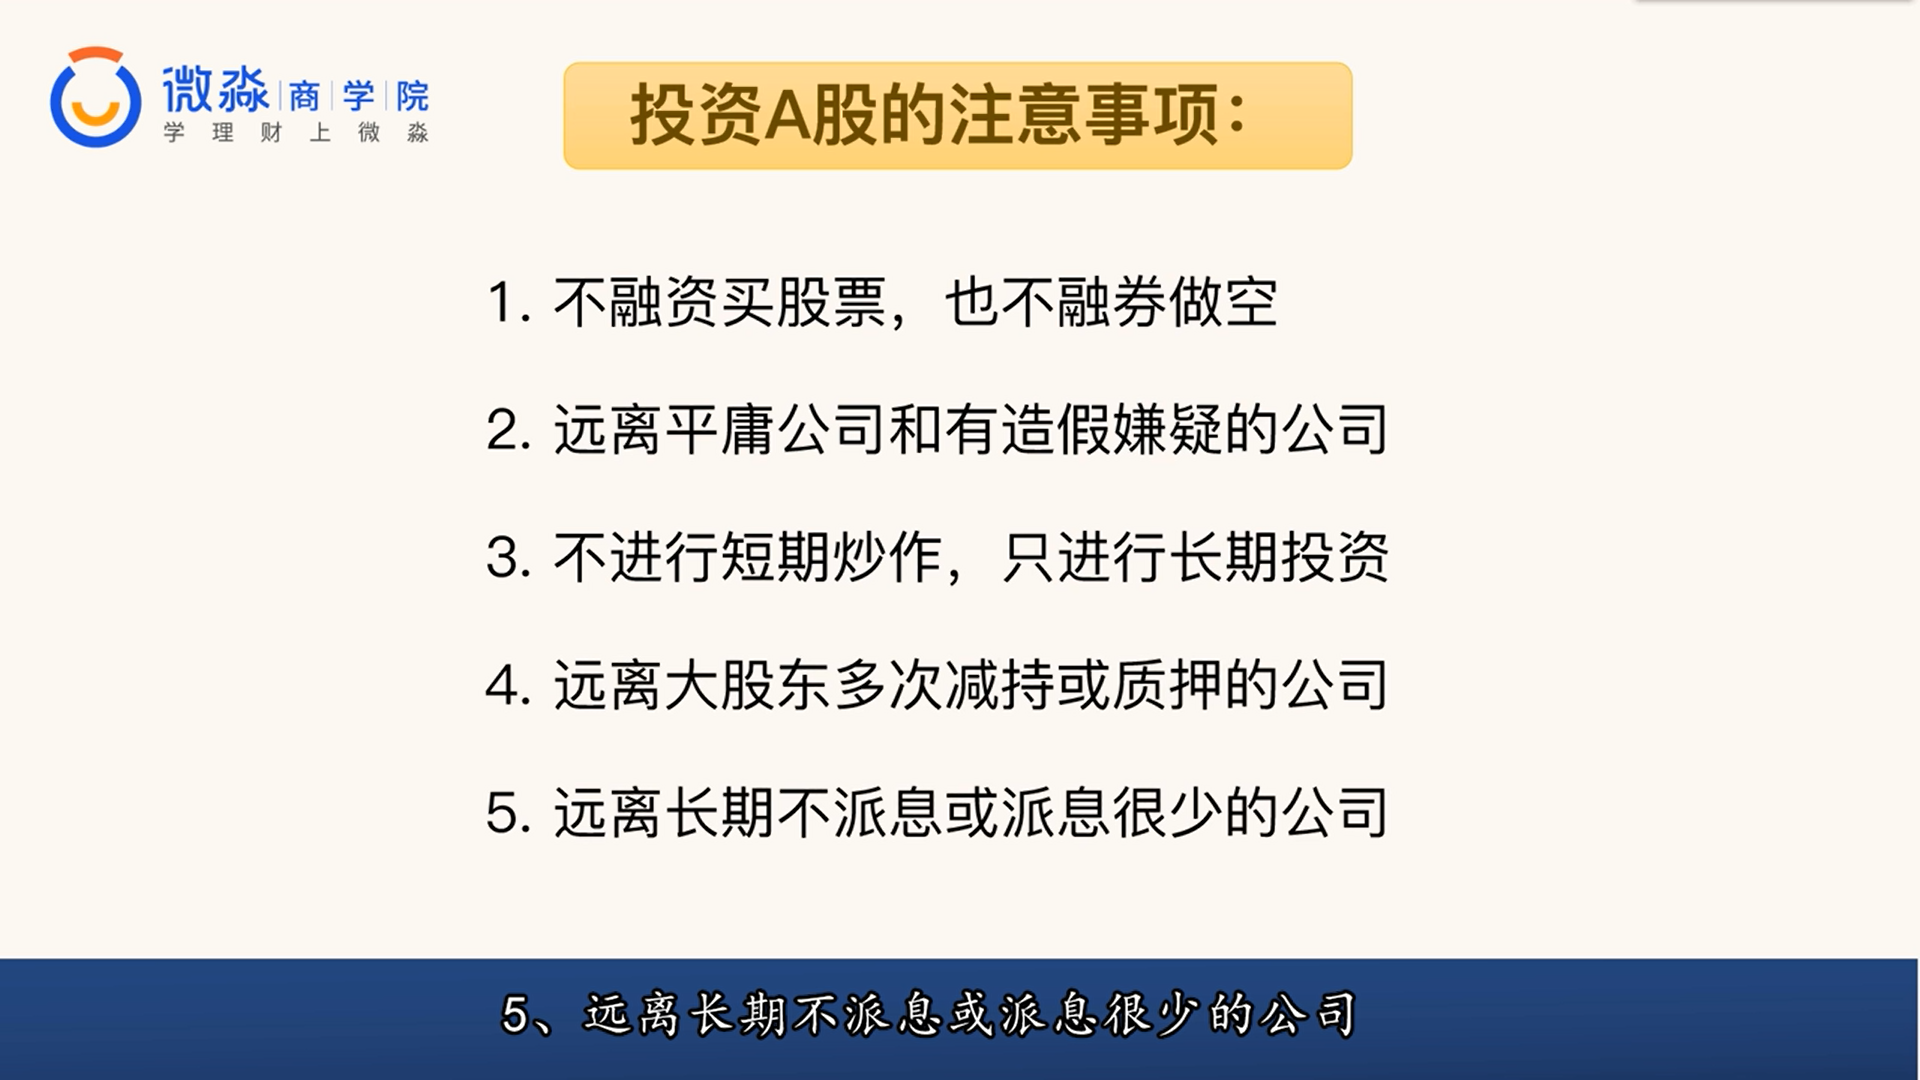 微淼商学院
学理财上微淼
投资A股的注意事项：
1. 不融资买股票，也不融券做空
2. 远离平庸公司和有造假嫌疑的公司
3. 不进行短期炒作，只进行长期投资
4. 远离大股东多次减持或质押的公司
5. 远离长期不派息或派息很少的公司
5、远离长期不派息或派息很少的公司